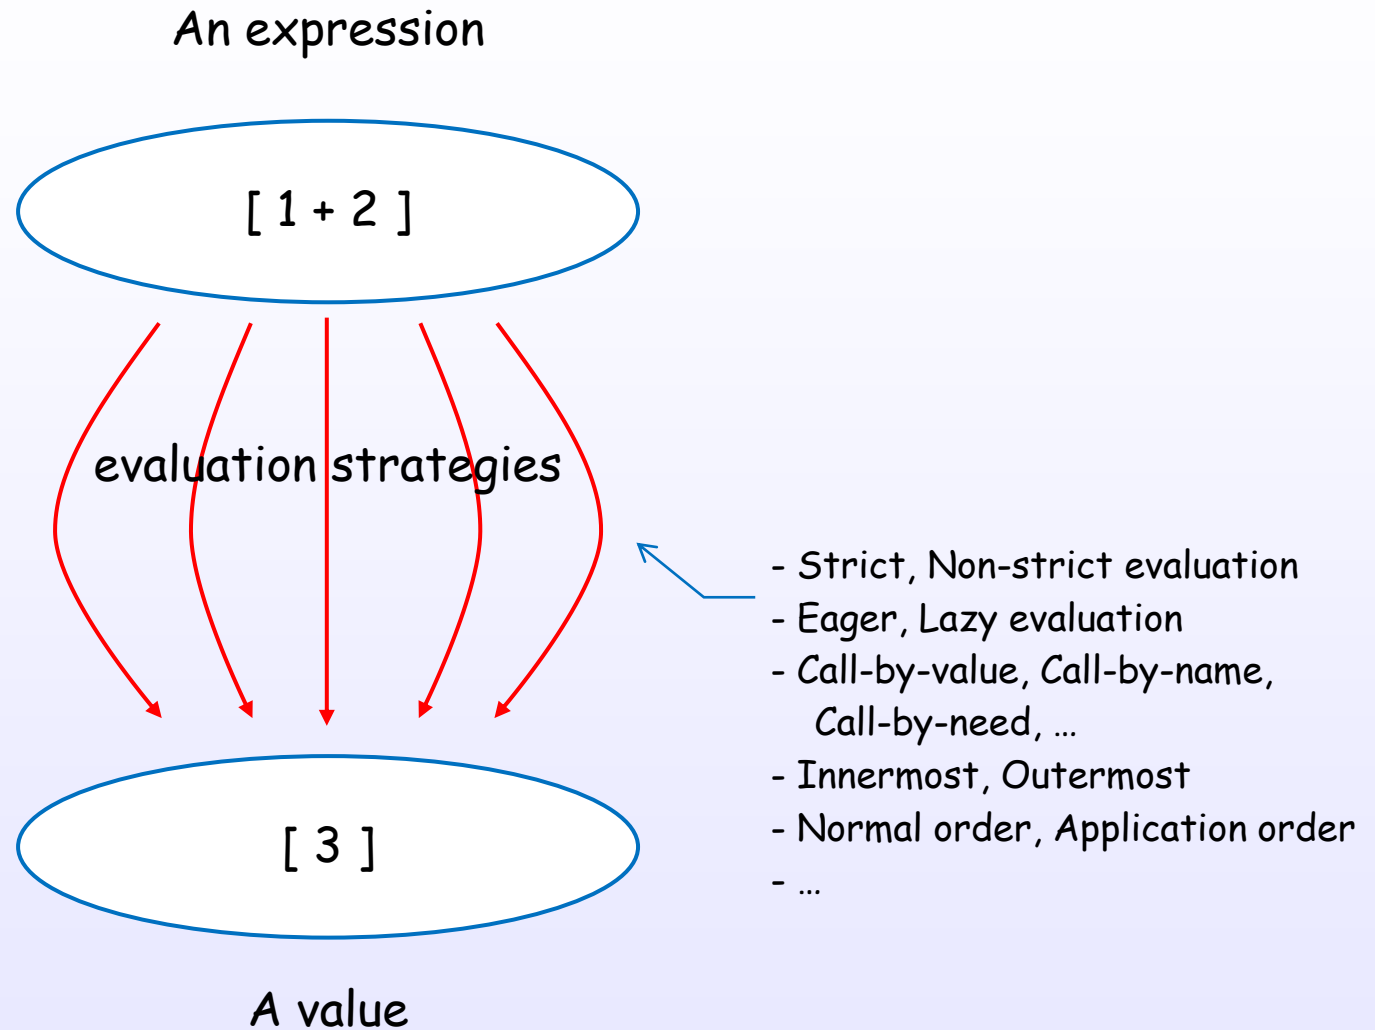 An expression
[ 1 + 2 ]
evaluation strategies
- Strict, Non-strict evaluation
- Eager, Lazy evaluation
- Call-by-value, Call-by-name,
Call-by-need, …
- Innermost, Outermost
- Normal order, Application order
- …
[ 3 ]
A value